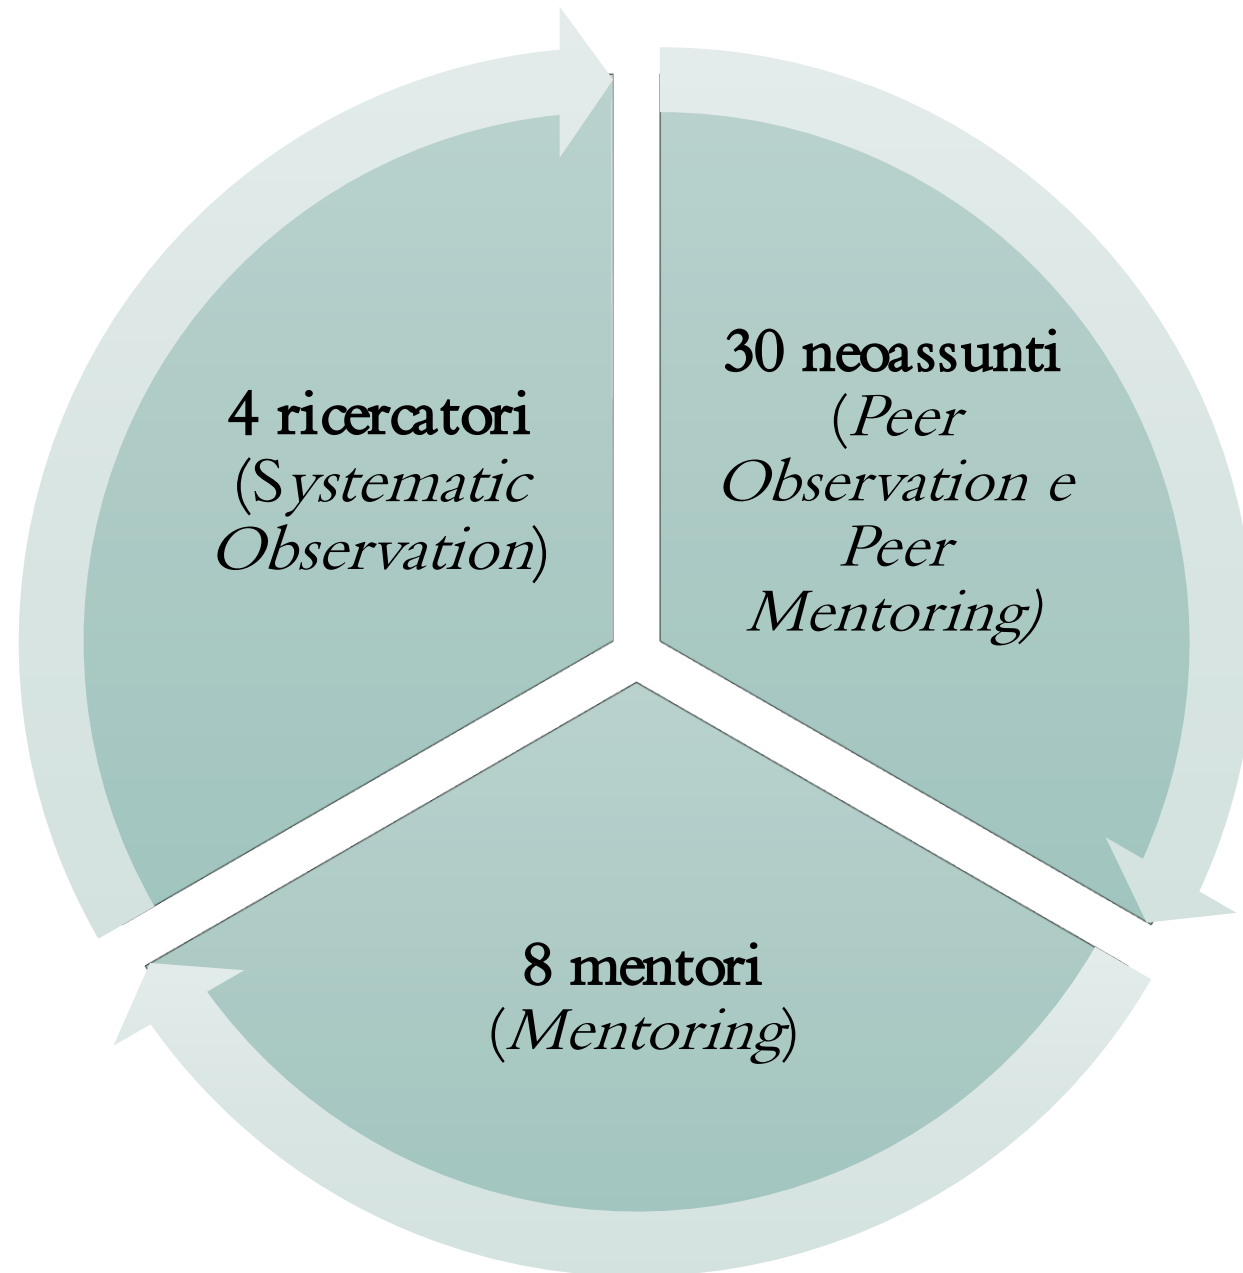 4 ricercatori
(Systematic
Observation)
30 neoassunti
(Peer
Observation e
Peer
Mentoring)
8 mentori
(Mentoring)